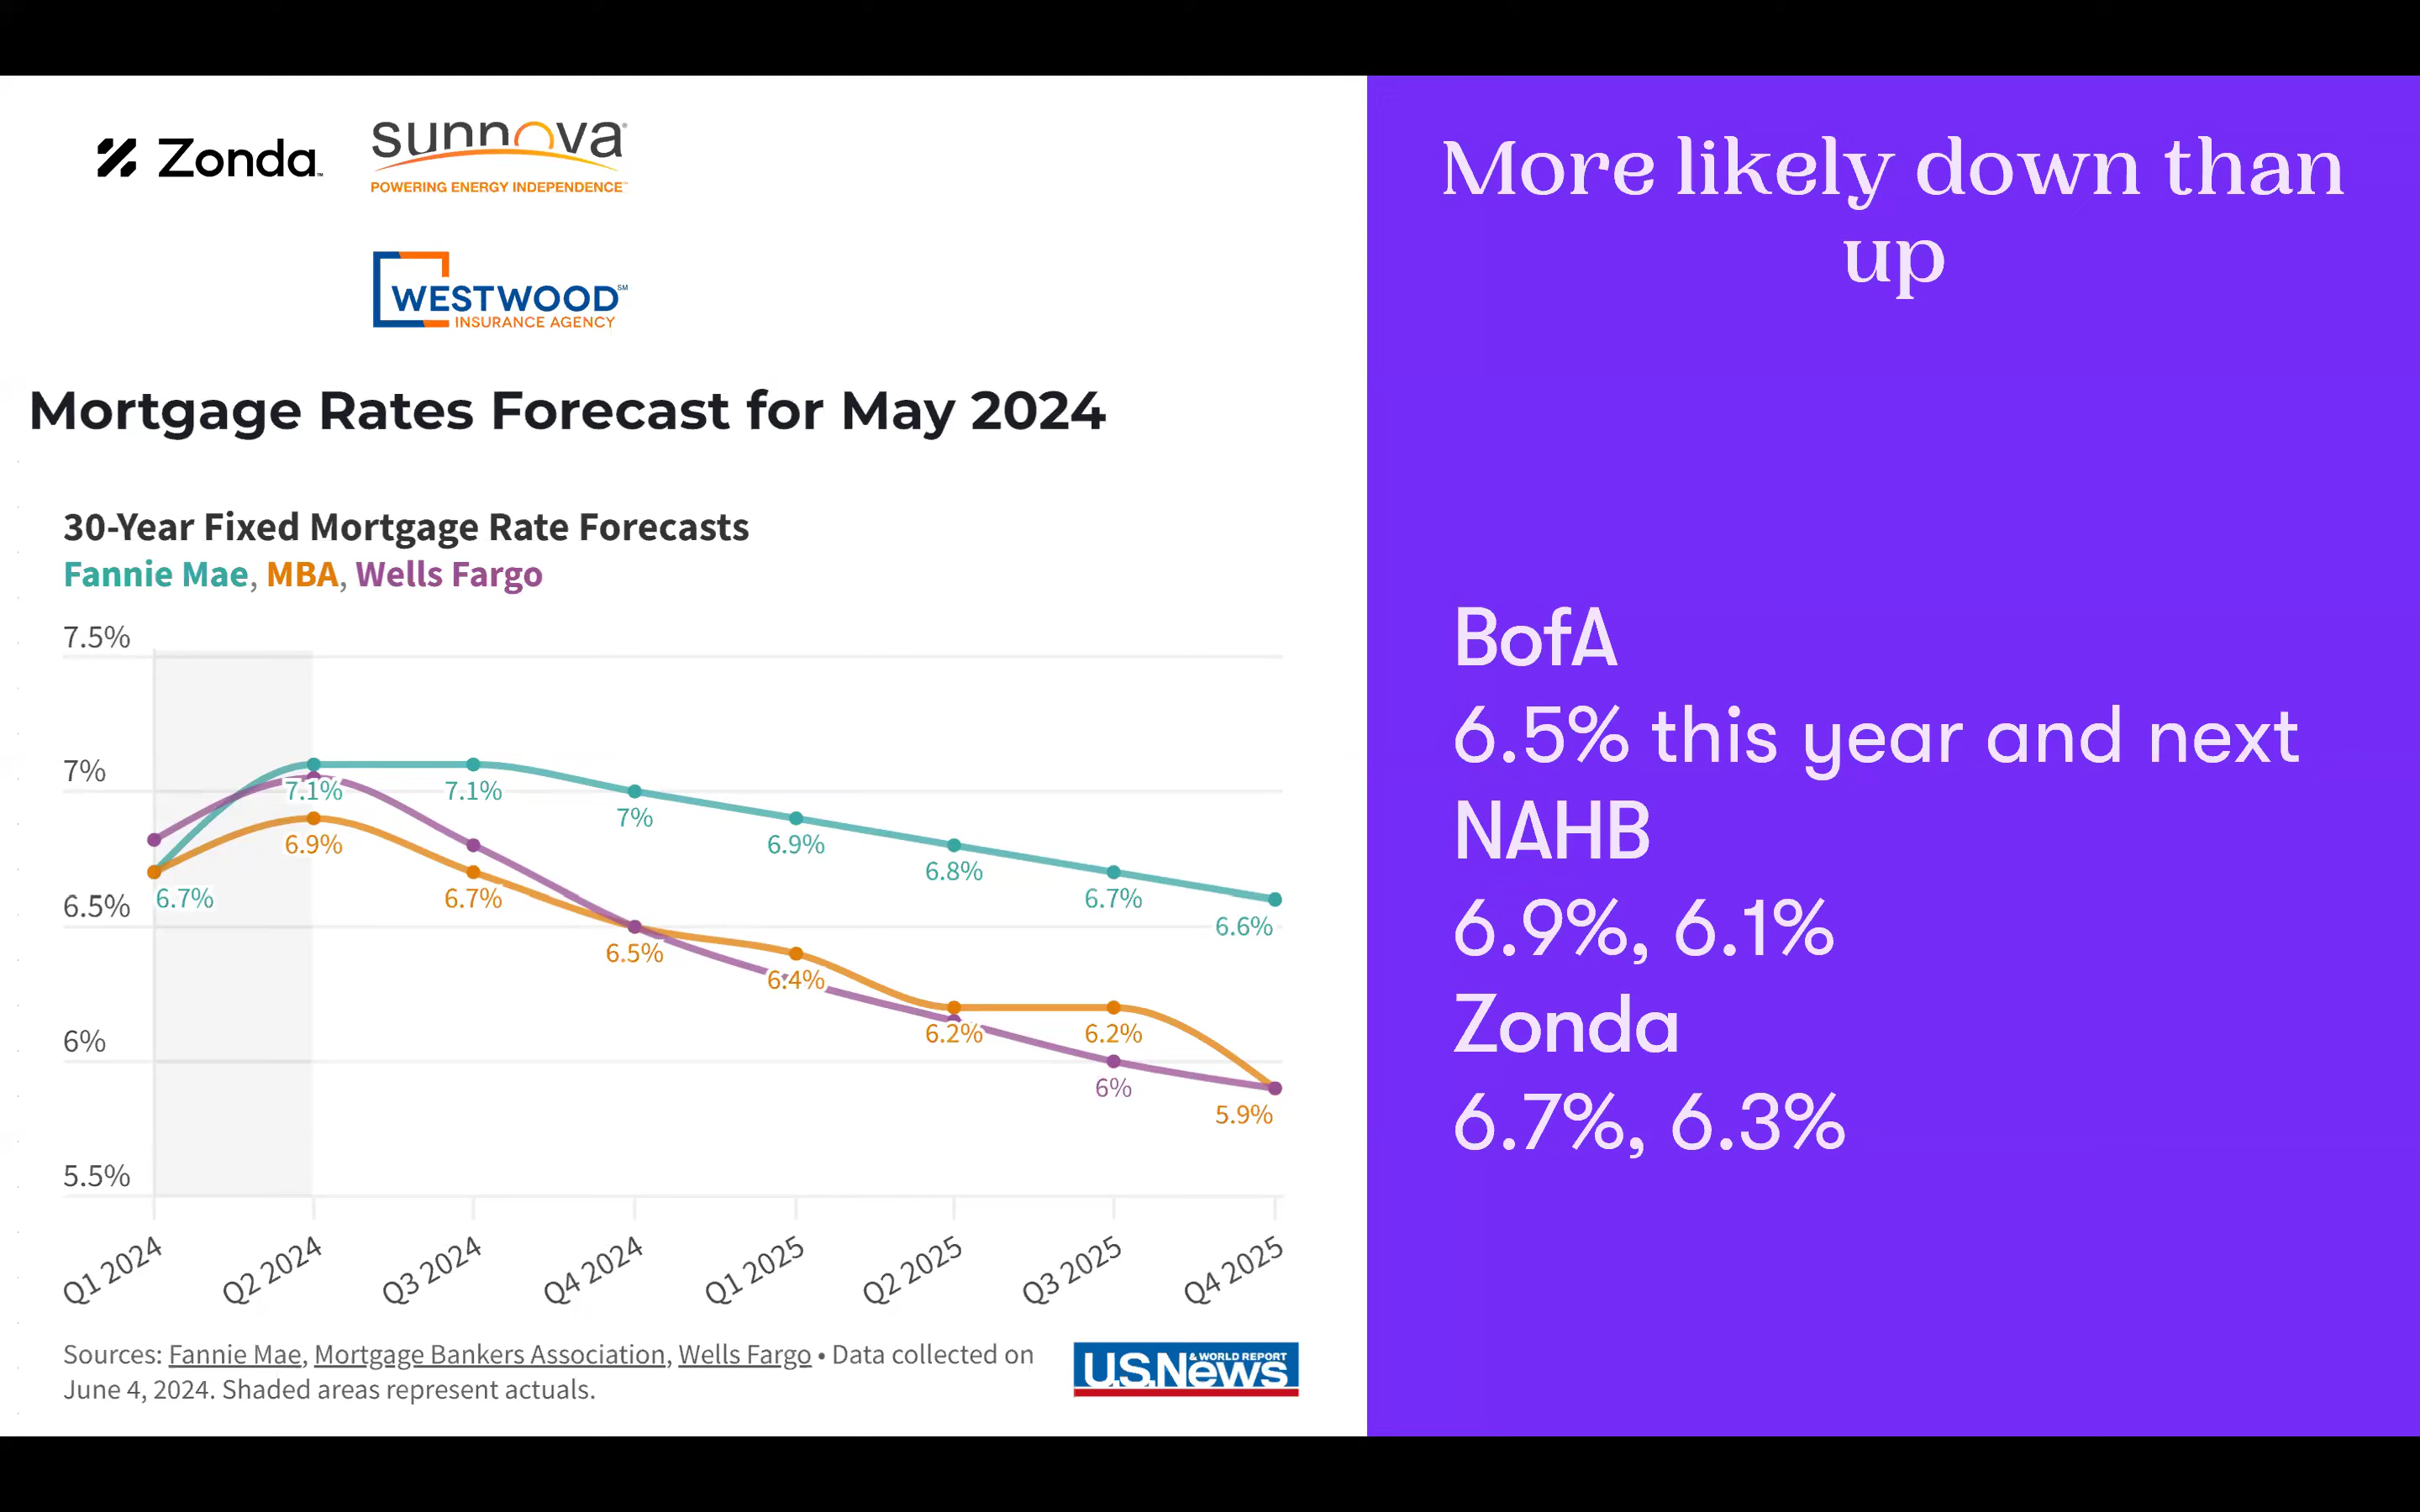 Zonda™
sunnova®
POWERING ENERGY INDEPENDENCE™
WESTWOOD SM
INSURANCE AGENCY
Mortgage Rates Forecast for May 2024
30-Year Fixed Mortgage Rate Forecasts
Fannie Mae, MBA, Wells Fargo
7.5%
7%
6.5%
6%
5.5%
7.1%
7.1%
7%
6.9%
6.8%
6.7%
6.6%
6.7%
6.9%
6.7%
6.5%
6.4%
6.2%
6.2%
6%
5.9%
Q1 2024
Q2 2024
Q3 2024
Q4 2024
Q1 2025
Q2 2025
Q3 2025
Q4 2025
Sources: Fannie Mae, Mortgage Bankers Association, Wells Fargo • Data collected on
June 4, 2024. Shaded areas represent actuals.
U.S.News
& WORLD REPORT
More likely down than
up
BofA
6.5% this year and next
NAHB
6.9%, 6.1%
Zonda
6.7%, 6.3%